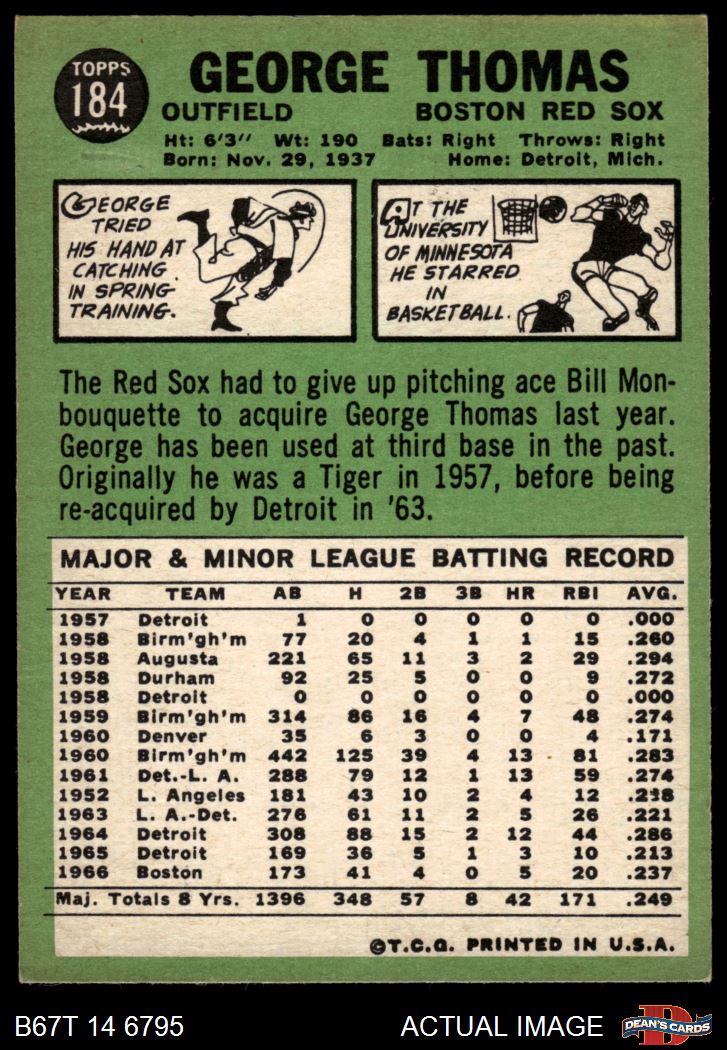 TOPPS
184
GEORGE THOMAS
OUTFIELD BOSTON RED SOX
Ht: 6'3" Wt: 190 Bats: Right Throws: Right
Born: Nov. 29, 1937 Home: Detroit, Mich.
GEORGE
TRIED
HIS HAND AT
CATCHING
IN SPRING
TRAINING.
AT THE
UNIVERSITY
OF MINNESOTA
HE STARRED
IN
BASKETBALL.
The Red Sox had to give up pitching ace Bill Mon-
bouquette to acquire George Thomas last year.
George has been used at third base in the past.
Originally he was a Tiger in 1957, before being
re-acquired by Detroit in '63.
MAJOR & MINOR LEAGUE BATTING RECORD
YEAR TEAM AB H 2B 3B HR RBI AVG.
1957 Detroit 1 0 0 0 0 0 .000
1958 Birm'gh'm 77 20 4 1 1 15 .260
1958 Augusta 221 65 11 3 2 29 .294
1958 Durham 92 25 5 0 0 9 .272
1958 Detroit 0 0 0 0 0 0 .000
1959 Birm'gh'm 314 86 16 4 7 48 .274
1960 Denver 35 6 3 0 0 4 .171
1960 Birm'gh'm 442 125 39 4 13 81 .283
1961 Det.-L. A. 288 79 12 1 13 59 .274
1952 L. Angeles 181 43 10 2 4 12 .238
1963 L. A.-Det. 276 61 11 2 5 26 .221
1964 Detroit 308 88 15 2 12 44 .286
1965 Detroit 169 36 5 1 3 10 .213
1966 Boston 173 41 4 0 5 20 .237
Maj. Totals 8 Yrs. 1396 348 57 8 42 171 .249
©T.C.G. PRINTED IN U.S.A.
B67T 14 6795 ACTUAL IMAGE D DEAN'S CARDS